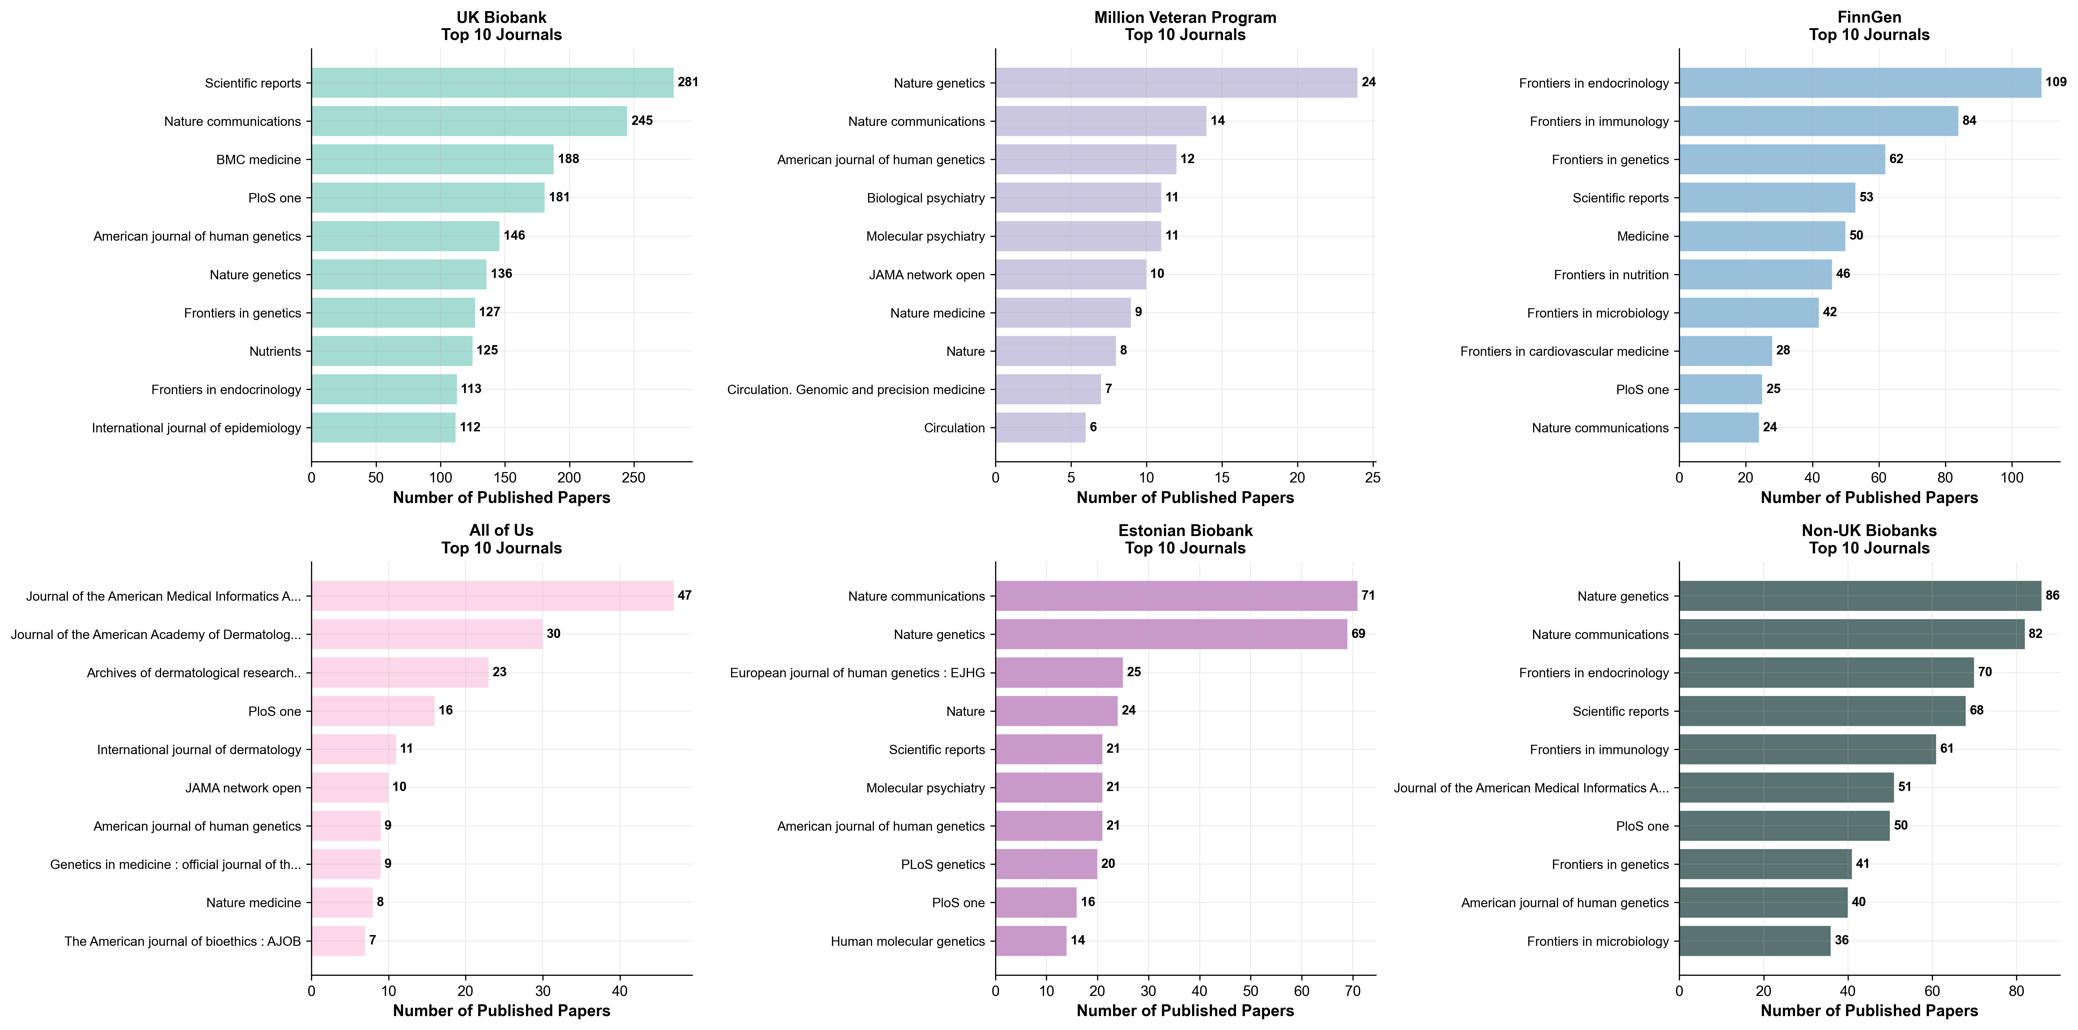 UK Biobank
Top 10 Journals
Scientific reports 281
Nature communications 245
BMC medicine 188
PloS one 181
American journal of human genetics 146
Nature genetics 136
Frontiers in genetics 127
Nutrients 125
Frontiers in endocrinology 113
International journal of epidemiology 112
0 50 100 150 200 250
Number of Published Papers
Million Veteran Program
Top 10 Journals
Nature genetics 24
Nature communications 14
American journal of human genetics 12
Biological psychiatry 11
Molecular psychiatry 11
JAMA network open 10
Nature medicine 9
Nature 8
Circulation. Genomic and precision medicine 7
Circulation 6
0 5 10 15 20 25
Number of Published Papers
FinnGen
Top 10 Journals
Frontiers in endocrinology 109
Frontiers in immunology 84
Frontiers in genetics 62
Scientific reports 53
Medicine 50
Frontiers in nutrition 46
Frontiers in microbiology 42
Frontiers in cardiovascular medicine 28
PloS one 25
Nature communications 24
0 20 40 60 80 100
Number of Published Papers
All of Us
Top 10 Journals
Journal of the American Medical Informatics A... 47
Journal of the American Academy of Dermatolog... 30
Archives of dermatological research.. 23
PloS one 16
International journal of dermatology 11
JAMA network open 10
American journal of human genetics 9
Genetics in medicine : official journal of th... 9
Nature medicine 8
The American journal of bioethics : AJOB 7
0 10 20 30 40
Number of Published Papers
Estonian Biobank
Top 10 Journals
Nature communications 71
Nature genetics 69
European journal of human genetics : EJHG 25
Nature 24
Scientific reports 21
Molecular psychiatry 21
American journal of human genetics 21
PLoS genetics 20
PloS one 16
Human molecular genetics 14
0 10 20 30 40 50 60 70
Number of Published Papers
Non-UK Biobanks
Top 10 Journals
Nature genetics 86
Nature communications 82
Frontiers in endocrinology 70
Scientific reports 68
Frontiers in immunology 61
Journal of the American Medical Informatics A... 51
PloS one 50
Frontiers in genetics 41
American journal of human genetics 40
Frontiers in microbiology 36
0 20 40 60 80
Number of Published Papers